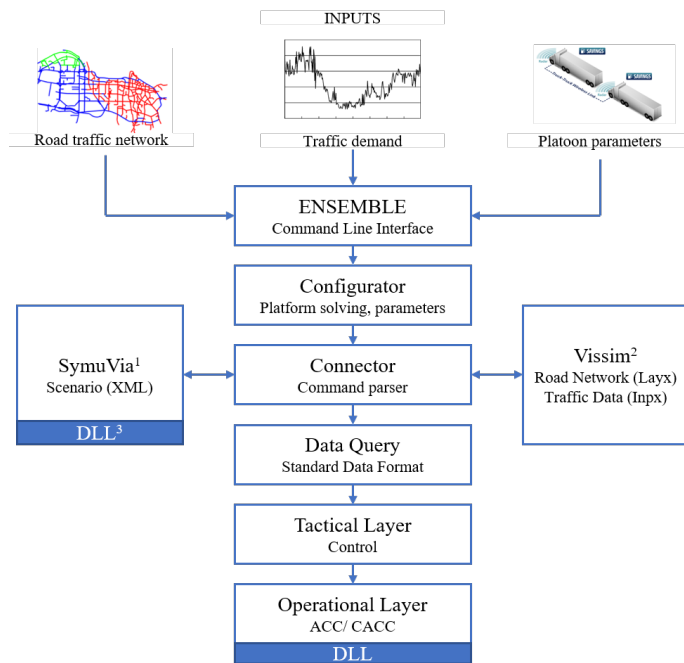 INPUTS
SAVINGS
SAVINGS
Road traffic network
Traffic demand
Platoon parameters
ENSEMBLE
Command Line Interface
Configurator
Platform solving, parameters
SymuVia¹
Scenario (XML)
DLL³
Connector
Command parser
Vissim²
Road Network (Layx)
Traffic Data (Inpx)
Data Query
Standard Data Format
Tactical Layer
Control
Operational Layer
ACC/ CACC
DLL